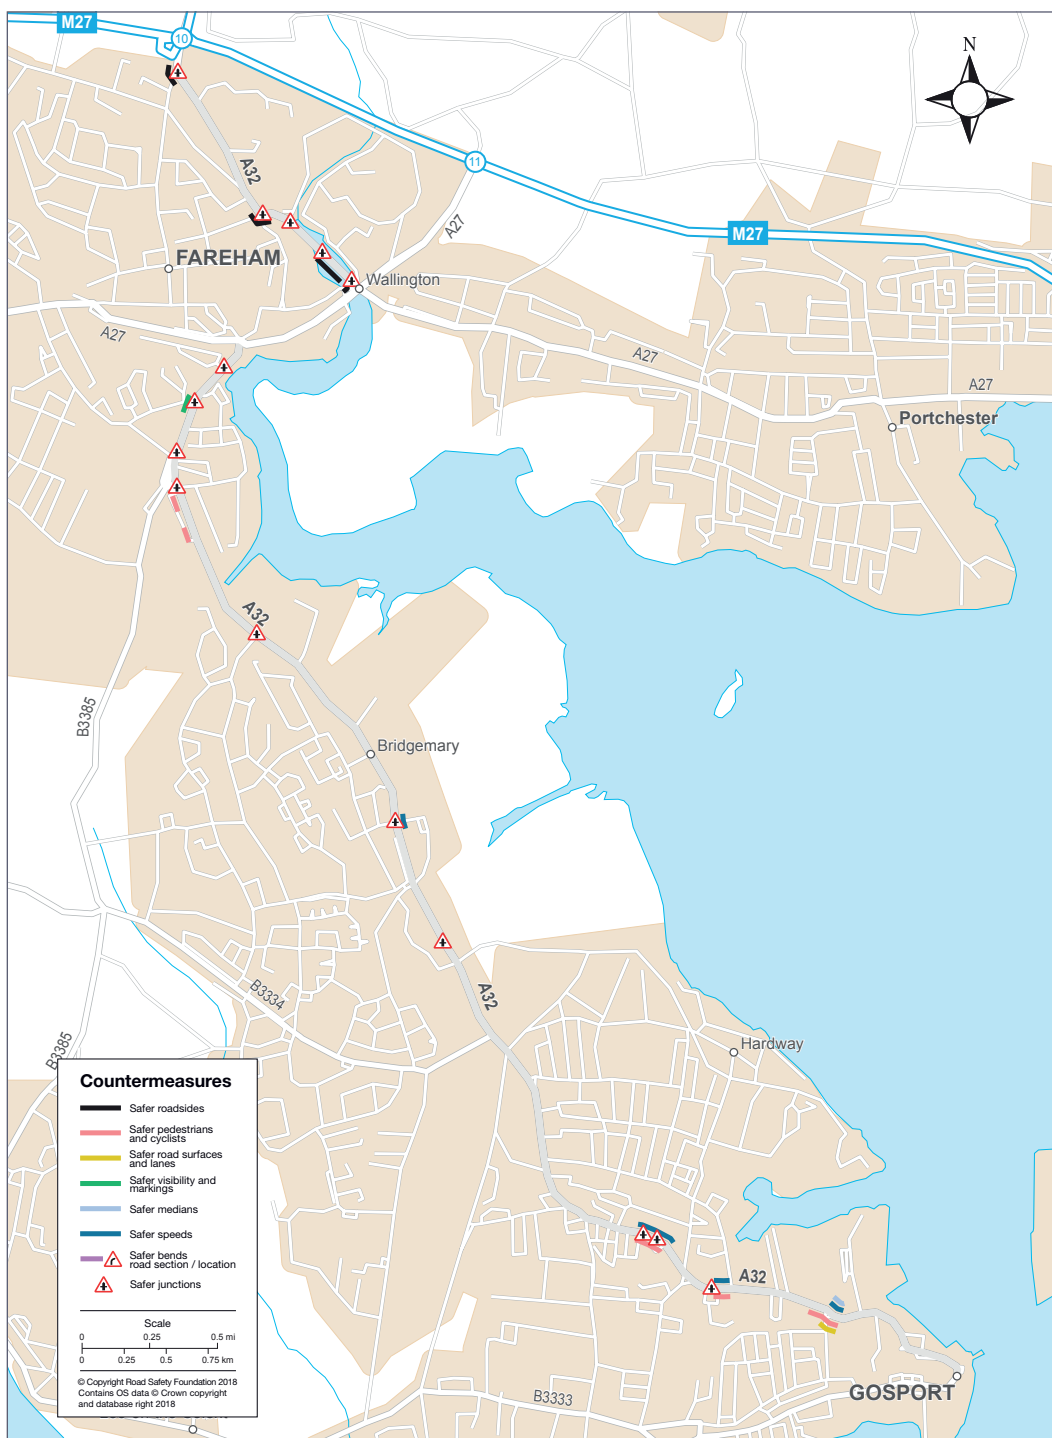 M27
10
N
A32
11
A27
M27
FAREHAM
Wallington
A27
A27
A27
Portchester
A32
B3385
Bridgemary
B3334
A32
B3385
Hardway
Countermeasures
Safer roadsides
Safer pedestrians
and cyclists
Safer road surfaces
and lanes
Safer visibility and
markings
Safer medians
Safer speeds
Safer bends
road section / location
Safer junctions
Scale
0 0.25 0.5 mi
0 0.25 0.5 0.75 km
© Copyright Road Safety Foundation 2018
Contains OS data © Crown copyright
and database right 2018
A32
GOSPORT
B3333